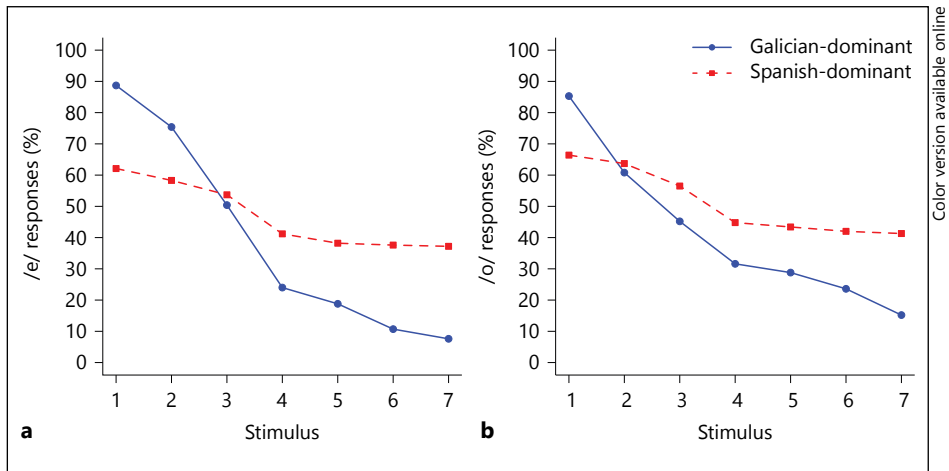 Color version available online
Galician-dominant
Spanish-dominant
100
90
80
70
60
50
40
30
20
10
0
/e/ responses (%)
1 2 3 4 5 6 7
Stimulus
a
100
90
80
70
60
50
40
30
20
10
0
/o/ responses (%)
1 2 3 4 5 6 7
Stimulus
b